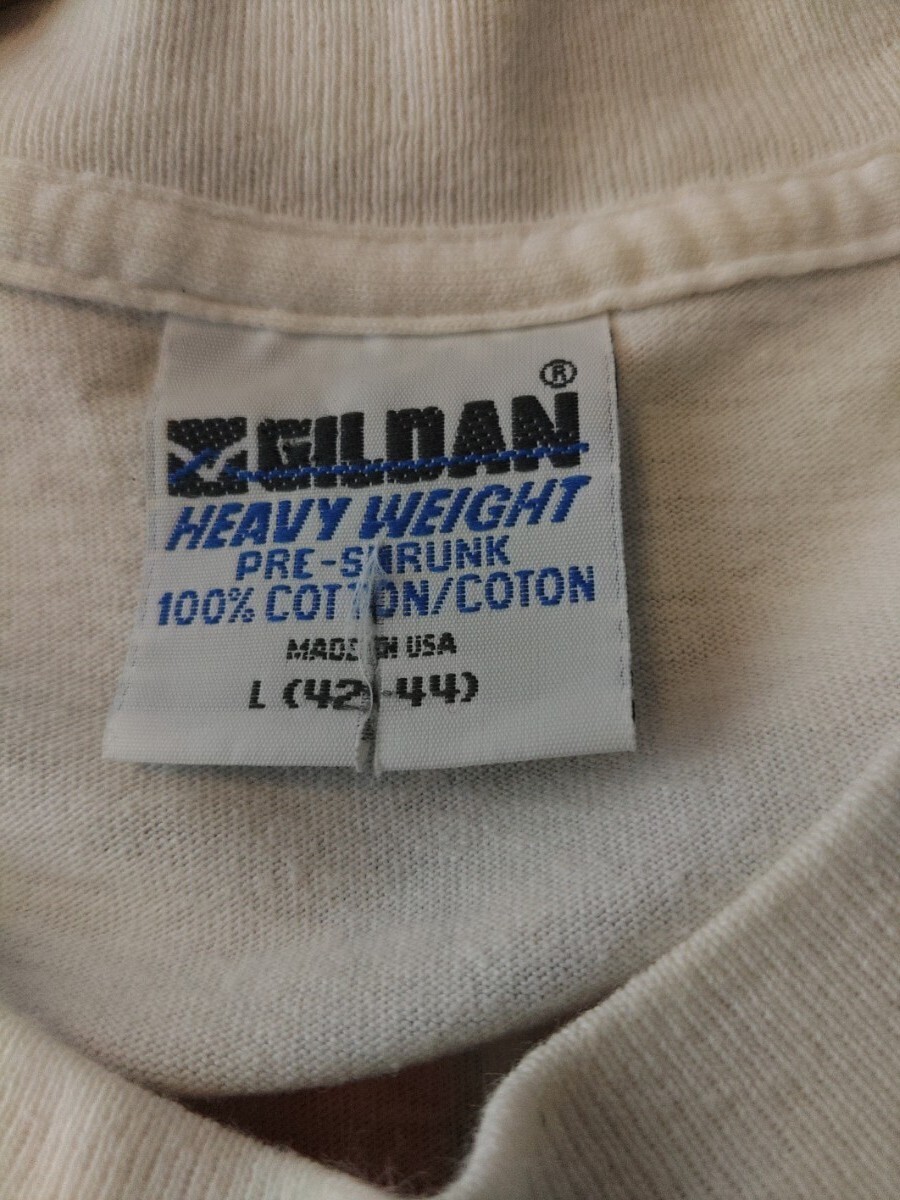 ®
GILDAN
HEAVY WEIGHT
PRE-SHRUNK
100% COTTON/COTON
MADE IN USA
L (42-44)